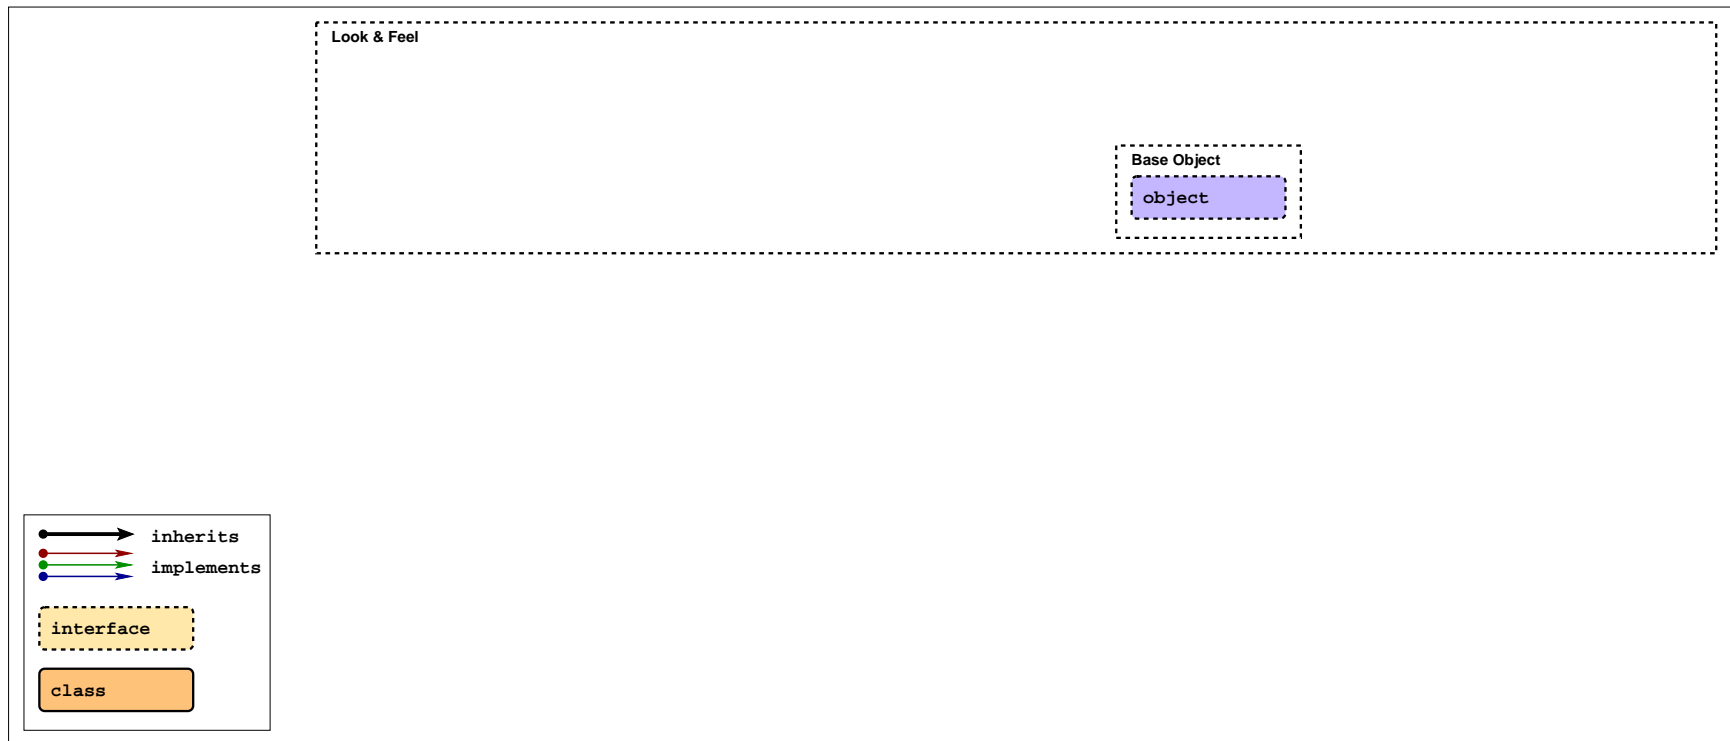 Look & Feel
Base Object
object
inherits
implements
interface
class